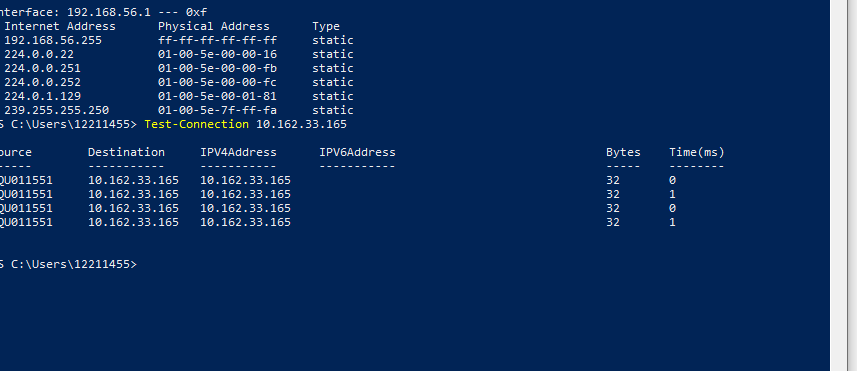 nterface: 192.168.56.1 --- 0xf
Internet Address Physical Address Type
192.168.56.255 ff-ff-ff-ff-ff-ff static
224.0.0.22 01-00-5e-00-00-16 static
224.0.0.251 01-00-5e-00-00-fb static
224.0.0.252 01-00-5e-00-00-fc static
224.0.1.129 01-00-5e-00-01-81 static
239.255.255.250 01-00-5e-7f-ff-fa static
S C:\Users\12211455> Test-Connection 10.162.33.165
ource Destination IPV4Address IPV6Address Bytes Time(ms)
----- ----------- ----------- ----------- ----- --------
QU011551 10.162.33.165 10.162.33.165 32 0
QU011551 10.162.33.165 10.162.33.165 32 1
QU011551 10.162.33.165 10.162.33.165 32 0
QU011551 10.162.33.165 10.162.33.165 32 1
S C:\Users\12211455>